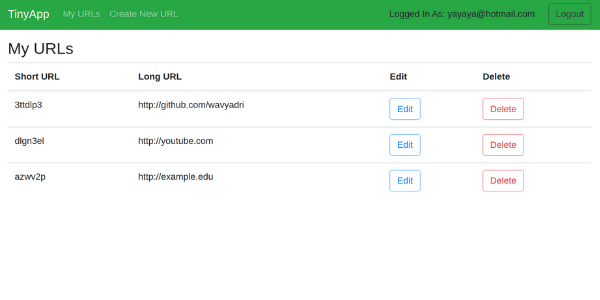 TinyApp My URLs Create New URL Logged In As: yayaya@hotmail.com Logout
My URLs
Short URL Long URL Edit Delete
3ttdlp3 http://github.com/wavyadri Edit Delete
dlgn3el http://youtube.com Edit Delete
azwv2p http://example.edu Edit Delete